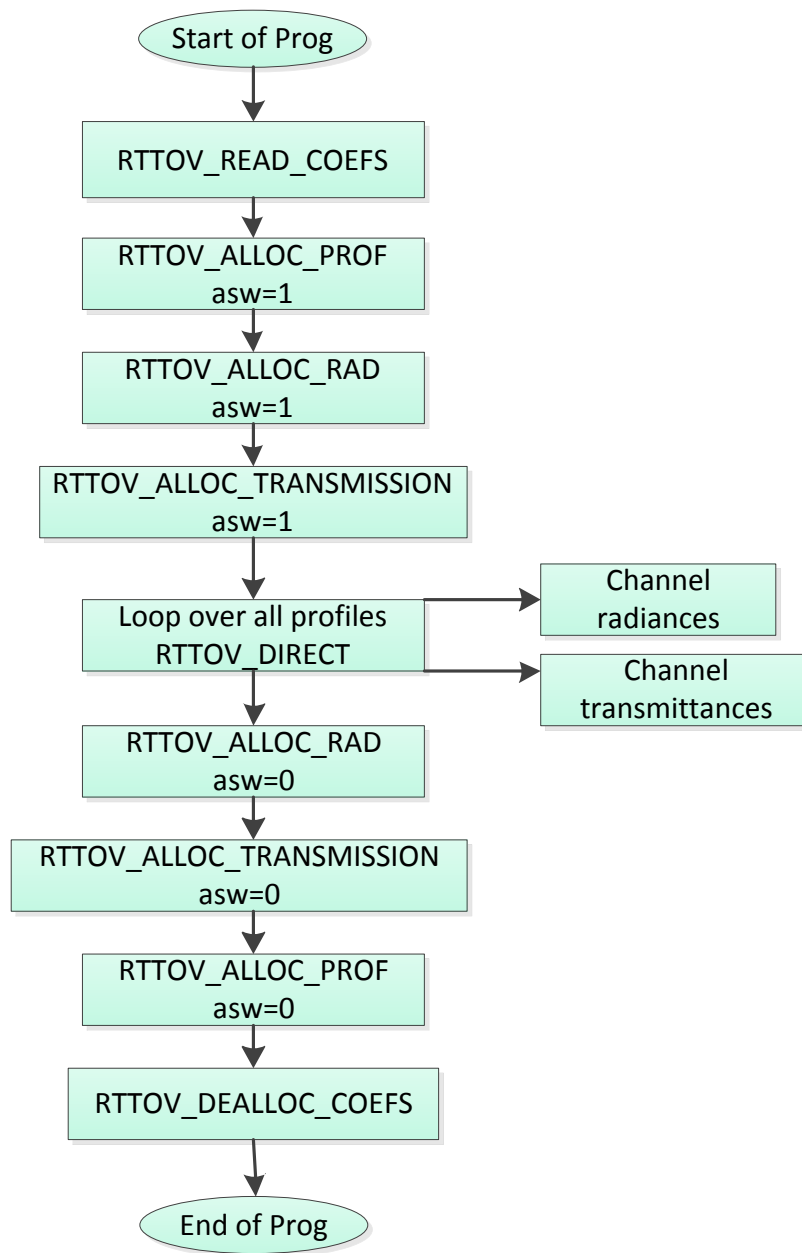 Start of Prog
RTTOV_READ_COEFS
RTTOV_ALLOC_PROF
asw=1
RTTOV_ALLOC_RAD
asw=1
RTTOV_ALLOC_TRANSMISSION
asw=1
Loop over all profiles
RTTOV_DIRECT
Channel
radiances
Channel
transmittances
RTTOV_ALLOC_RAD
asw=0
RTTOV_ALLOC_TRANSMISSION
asw=0
RTTOV_ALLOC_PROF
asw=0
RTTOV_DEALLOC_COEFS
End of Prog